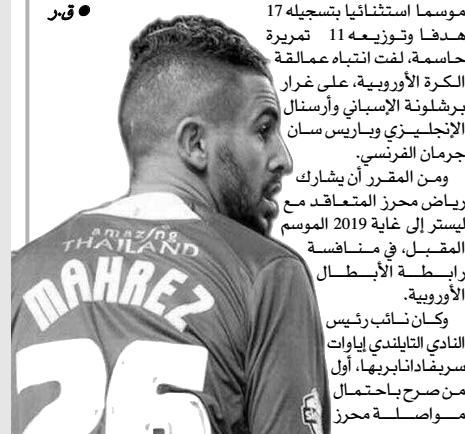 موسما استثنائيا بتسجيله 17
هدفا وتوزيعه 11 تمريرة
حاسمة، لفت انتباه عمالقة
الكرة الأوروبية، على غرار
برشلونة الإسباني وأرسنال
الإنجليزي وباريس سان
جرمان الفرنسي.
ومن المقرر أن يشارك
رياض محرز المتعاقد مع
ليستر إلى غاية 2019 الموسم
المقبل، في منافسة
رابطة الأبطال
الأوروبية.
وكان نائب رئيس
النادي التايلندي إياوات
سريفادانابريها، أول
من صرح باحتمال
مواصلة محرز
● ق.ر
amazing
THAILAND
MAHREZ
26